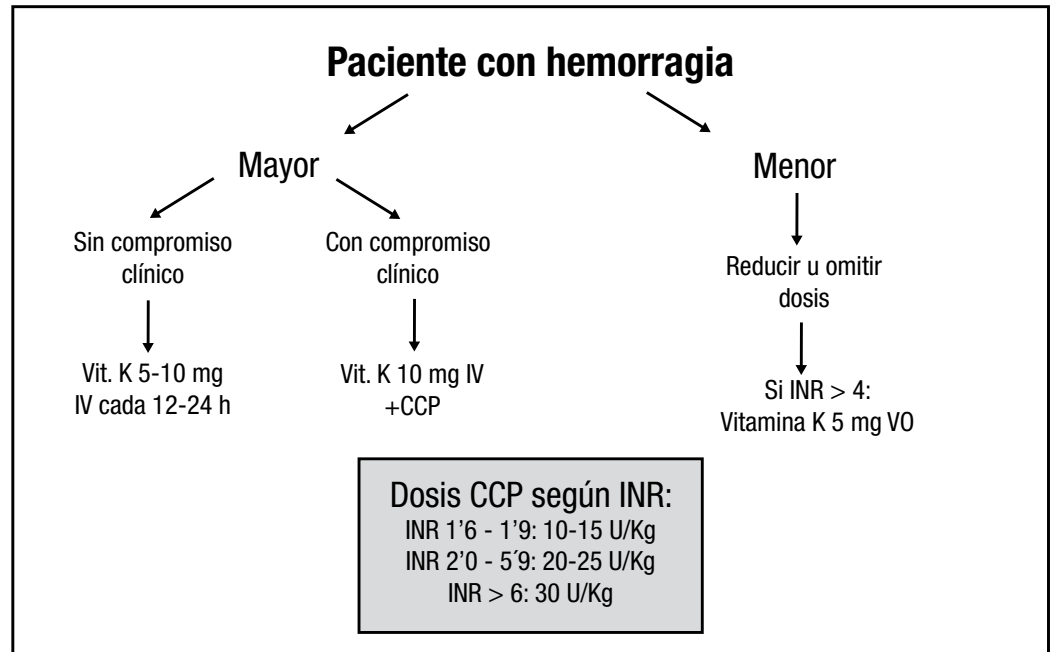 Paciente con hemorragia
Mayor
Menor
Sin compromiso
clínico
Con compromiso
clínico
Reducir u omitir
dosis
Vit. K 5-10 mg
IV cada 12-24 h
Vit. K 10 mg IV
+CCP
Si INR > 4:
Vitamina K 5 mg VO
Dosis CCP según INR:
INR 1’6 - 1’9: 10-15 U/Kg
INR 2’0 - 5´9: 20-25 U/Kg
INR > 6: 30 U/Kg